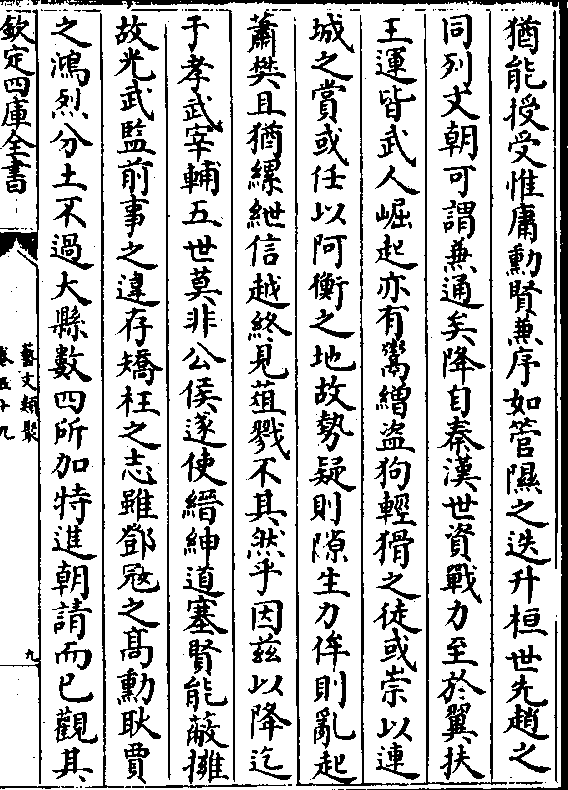 猶能授受惟庸勳賢兼序如管隰之迭升桓世先趙之
同列文朝可謂兼通矣降自秦漢世資戰力至於翼扶
王運皆武人崛起亦有鬻繒盜狗輕猾之徒或崇以連
城之賞或任以阿衡之地故勢疑則隙生力侔則亂起
蕭樊且猶縲紲信越終見葅戮不其然乎因兹以降迄
于孝武宰輔五世莫非公侯遂使縉紳道塞賢能蔽擁
故光武監前事之違存矯枉之志雖鄧冦之髙勳耿賈
之鴻烈分土不過大縣數四所加特進朝請而已觀其
欽定四庫全書
藝文類聚
卷五十九
九